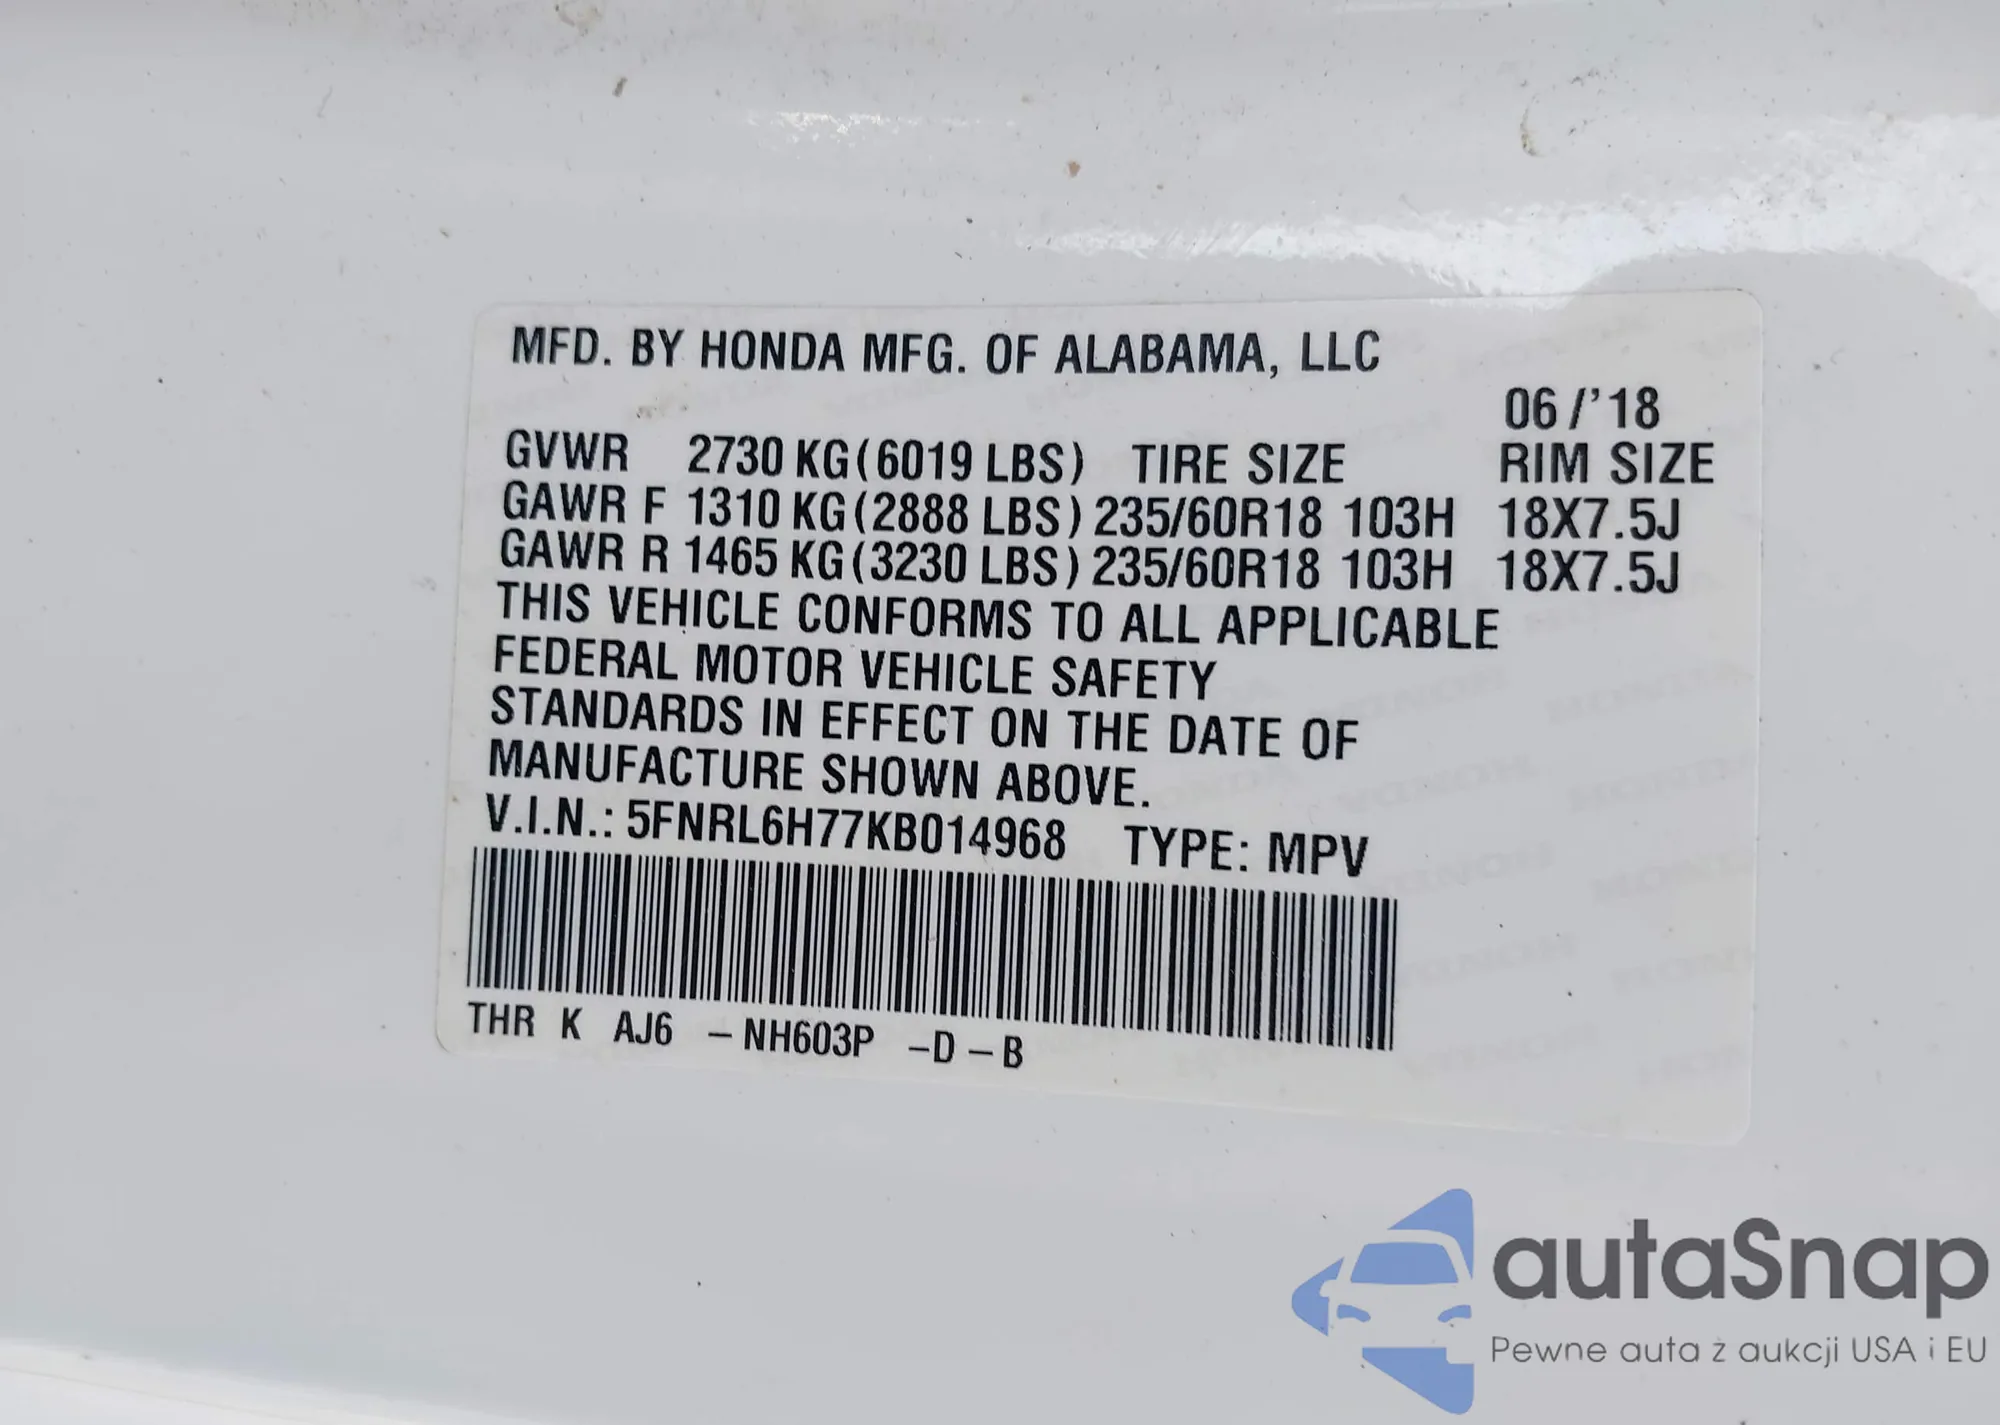 MFD. BY HONDA MFG. OF ALABAMA, LLC
06 /'18
GVWR 2730 KG (6019 LBS) TIRE SIZE RIM SIZE
GAWR F 1310 KG (2888 LBS) 235/60R18 103H 18X7.5J
GAWR R 1465 KG (3230 LBS) 235/60R18 103H 18X7.5J
THIS VEHICLE CONFORMS TO ALL APPLICABLE
FEDERAL MOTOR VEHICLE SAFETY
STANDARDS IN EFFECT ON THE DATE OF
MANUFACTURE SHOWN ABOVE.
V.I.N.: 5FNRL6H77KB014968 TYPE: MPV
THR K AJ6 – NH603P –D – B
autaSnap
Pewne auta z aukcji USA i EU